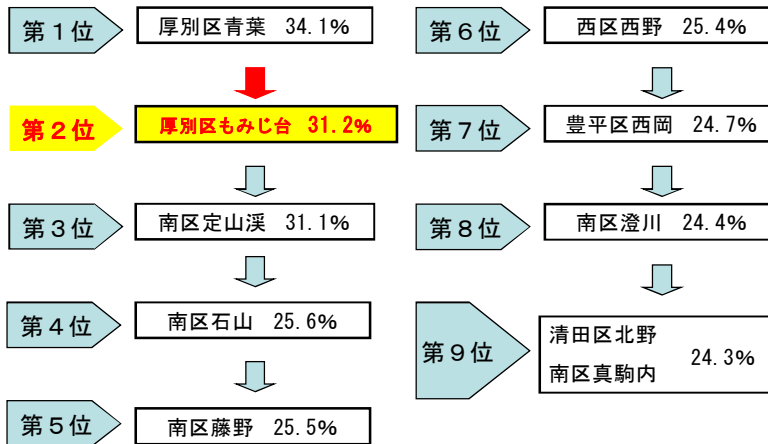 第１位
厚別区青葉　34.1%
第２位
厚別区もみじ台　31.2%
第３位
南区定山渓　31.1%
第４位
南区石山　25.6%
第５位
南区藤野　25.5%
第６位
西区西野　25.4%
第７位
豊平区西岡　24.7%
第８位
南区澄川　24.4%
第９位
清田区北野
南区真駒内
24.3%